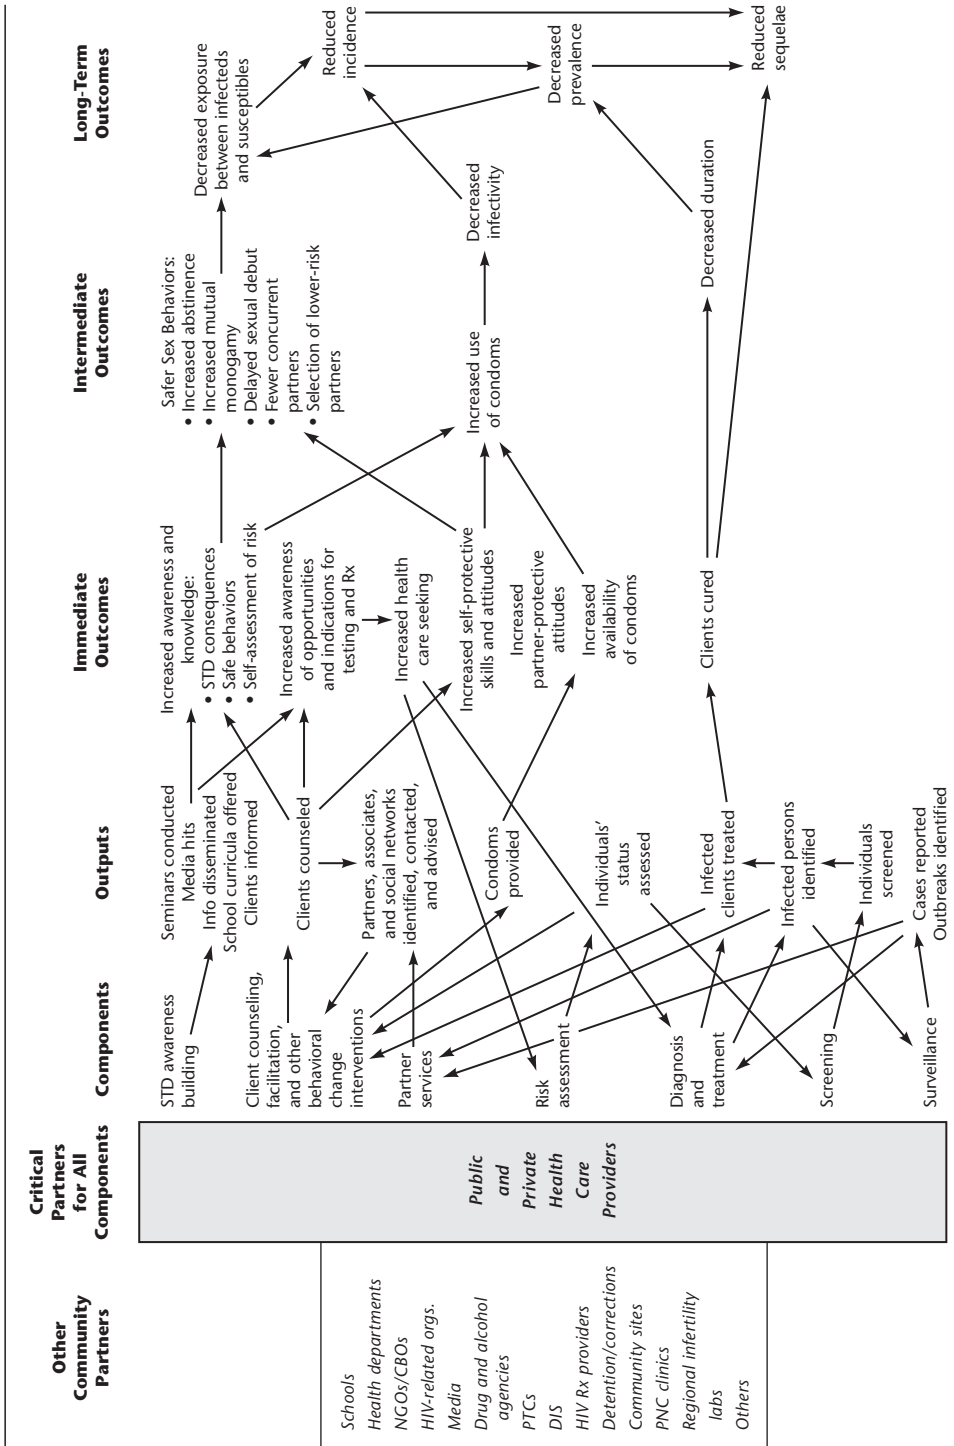 Other
Community
Partners
Schools
Health departments
NGOs/CBOs
HIV-related orgs.
Media
Drug and alcohol
agencies
PTCs
DIS
HIV Rx providers
Detention/corrections
Community sites
PNC clinics
Regional infertility
labs
Others
Critical
Partners
for All
Components
Public
and
Private
Health
Care
Providers
Components
STD awareness
building
Client counseling,
facilitation,
and other
behavioral
change
interventions
Partner
services
Risk
assessment
Diagnosis
and
treatment
Screening
Surveillance
Outputs
Seminars conducted
Media hits
Info disseminated
School curricula offered
Clients informed
Clients counseled
Partners, associates,
and social networks
identified, contacted,
and advised
Condoms
provided
Individuals’
status
assessed
Infected
clients treated
Infected persons
identified
Individuals
screened
Cases reported
Outbreaks identified
Immediate
Outcomes
Increased awareness and
knowledge:
• STD consequences
• Safe behaviors
• Self-assessment of risk
Increased awareness
of opportunities
and indications for
testing and Rx
Increased health
care seeking
Increased self-protective
skills and attitudes
Increased
partner-protective
attitudes
Increased
availability
of condoms
Clients cured
Intermediate
Outcomes
Safer Sex Behaviors:
• Increased abstinence
• Increased mutual
monogamy
• Delayed sexual debut
• Fewer concurrent
partners
• Selection of lower-risk
partners
Increased use
of condoms
Decreased
infectivity
Decreased duration
Long-Term
Outcomes
Decreased exposure
between infecteds
and susceptibles
Reduced
incidence
Decreased
prevalence
Reduced
sequelae